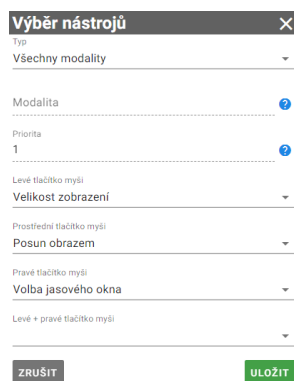 Výběr nástrojů
Typ
Všechny modality
Modalita
?
Priorita
1
?
Levé tlačítko myši
Velikost zobrazení
Prostřední tlačítko myši
Posun obrazem
Pravé tlačítko myši
Volba jasového okna
Levé + pravé tlačítko myši
ZRUŠIT ULOŽIT